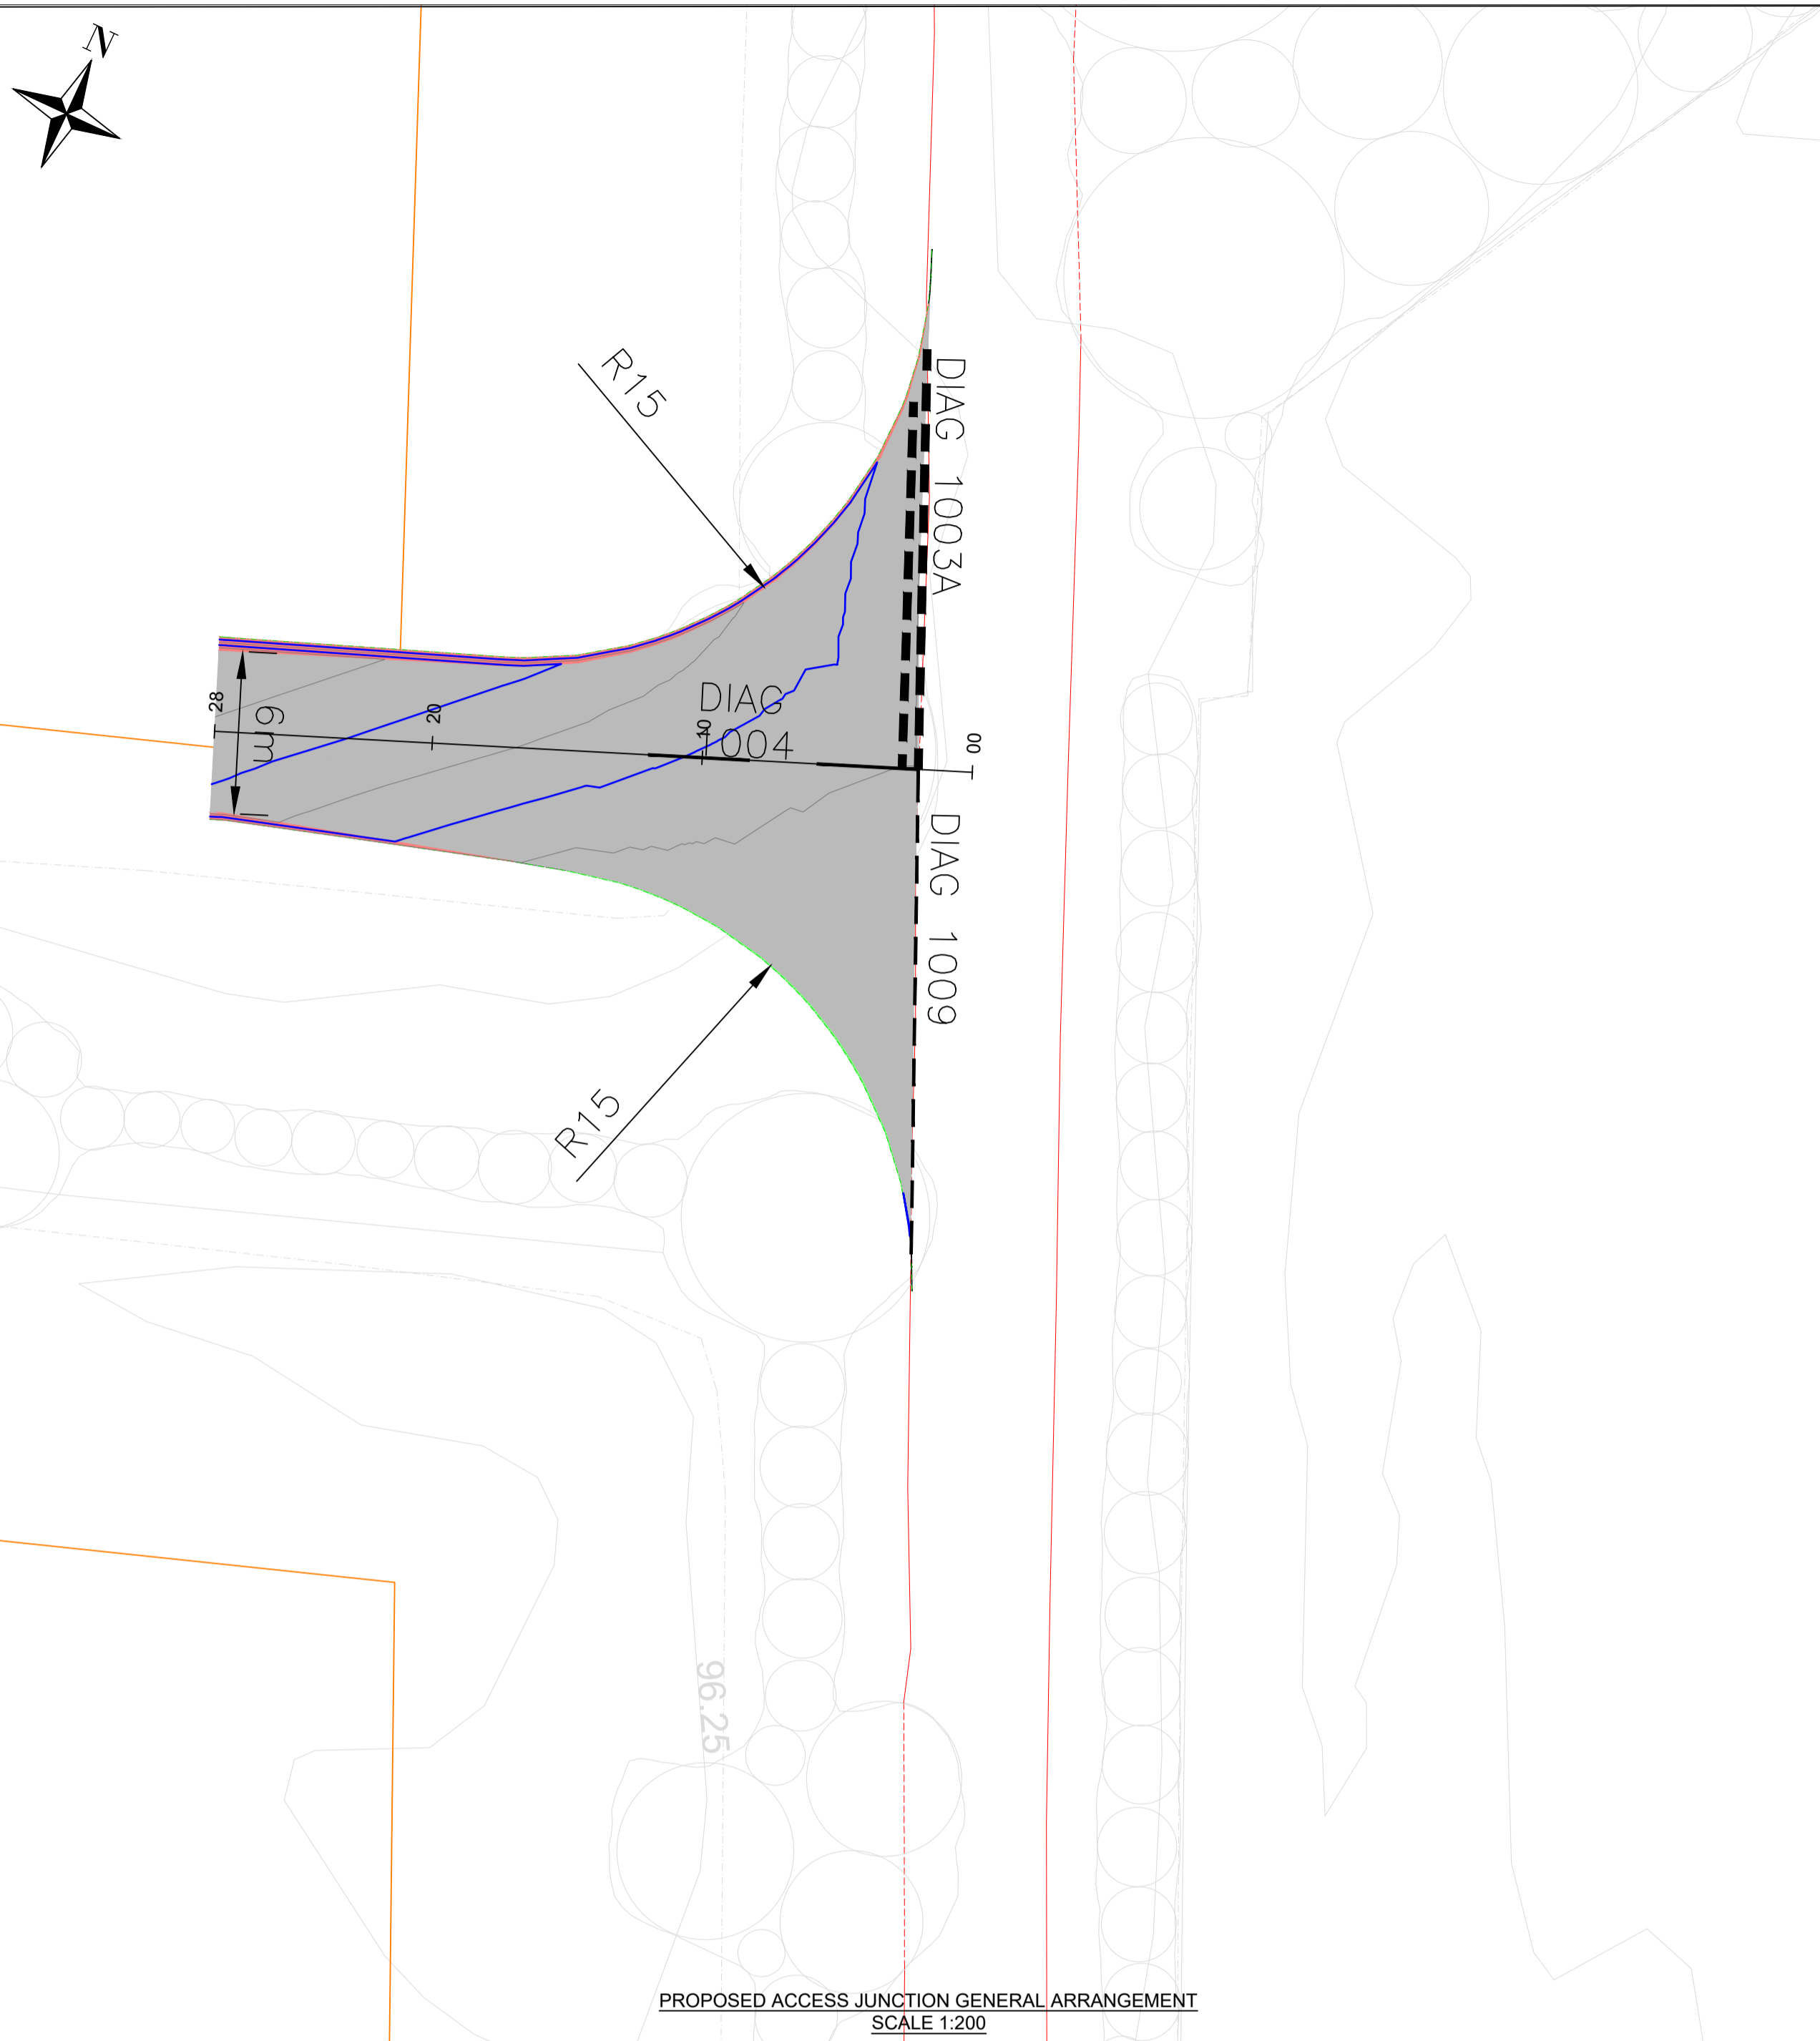 N
R15
DIAG 1003A
28
6m
20
DIAG
10
1004
00
DIAG 1009
R15
96.25
PROPOSED ACCESS JUNCTION GENERAL ARRANGEMENT
SCALE 1:200